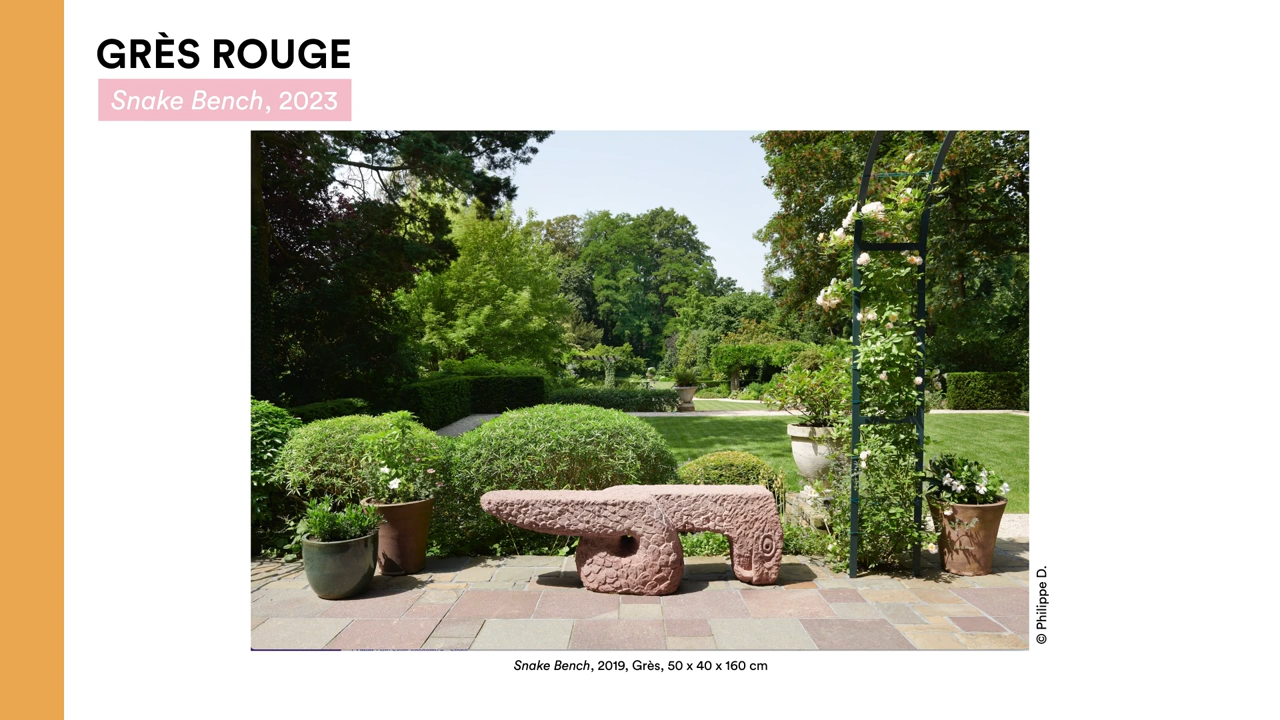 GRÈS ROUGE
Snake Bench, 2023
© Philippe D.
Snake Bench, 2019, Grès, 50 x 40 x 160 cm